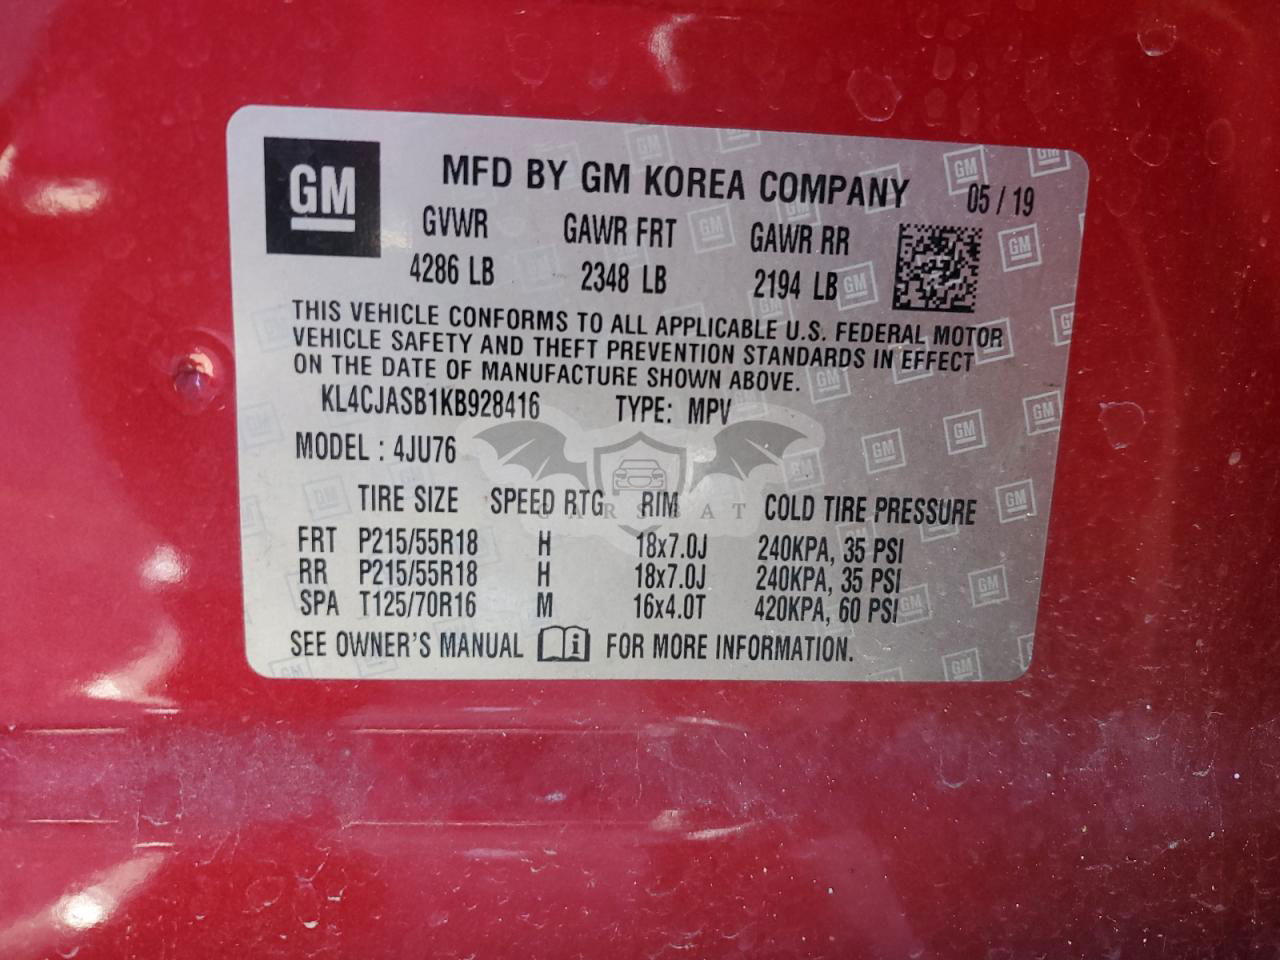 GM
MFD BY GM KOREA COMPANY 05 / 19
GVWR GAWR FRT GAWR RR
4286 LB 2348 LB 2194 LB
THIS VEHICLE CONFORMS TO ALL APPLICABLE U.S. FEDERAL MOTOR
VEHICLE SAFETY AND THEFT PREVENTION STANDARDS IN EFFECT
ON THE DATE OF MANUFACTURE SHOWN ABOVE.
KL4CJASB1KB928416 TYPE: MPV
MODEL : 4JU76
TIRE SIZE SPEED RTG RIM COLD TIRE PRESSURE
CARSBAT
FRT P215/55R18 H 18x7.0J 240KPA, 35 PSI
RR P215/55R18 H 18x7.0J 240KPA, 35 PSI
SPA T125/70R16 M 16x4.0T 420KPA, 60 PSI
SEE OWNER'S MANUAL i FOR MORE INFORMATION.